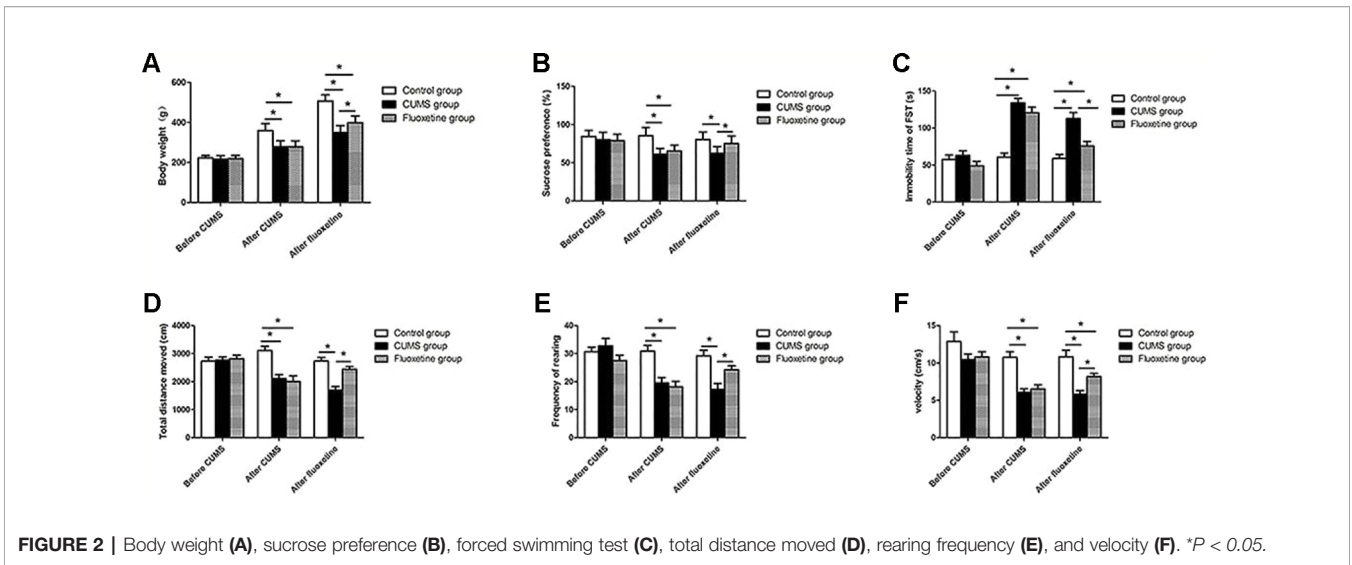 A
Body weight (g)
600
400
200
0
*
*
*
*
*
Control group
CUMS group
Fluoxetine group
Before CUMS
After CUMS
After fluoxetine
B
Sucrose preference (%)
150
100
50
0
*
*
*
*
Control group
CUMS group
Fluoxetine group
Before CUMS
After CUMS
After fluoxetine
C
Immobility time of FST (s)
150
100
50
0
*
*
*
*
*
Control group
CUMS group
Fluoxetine group
Before CUMS
After CUMS
After fluoxetine
D
Total distance moved (cm)
4000
3000
2000
1000
0
*
*
*
*
Control group
CUMS group
Fluoxetine group
Before CUMS
After CUMS
After fluoxetine
E
Frequency of rearing
40
30
20
10
0
*
*
*
*
Control group
CUMS group
Fluoxetine group
Before CUMS
After CUMS
After fluoxetine
F
velocity (cm/s)
15
10
5
0
*
*
*
*
*
Control group
CUMS group
Fluoxetine group
Before CUMS
After CUMS
After fluoxetine
FIGURE 2 | Body weight (A), sucrose preference (B), forced swimming test (C), total distance moved (D), rearing frequency (E), and velocity (F). *P < 0.05.